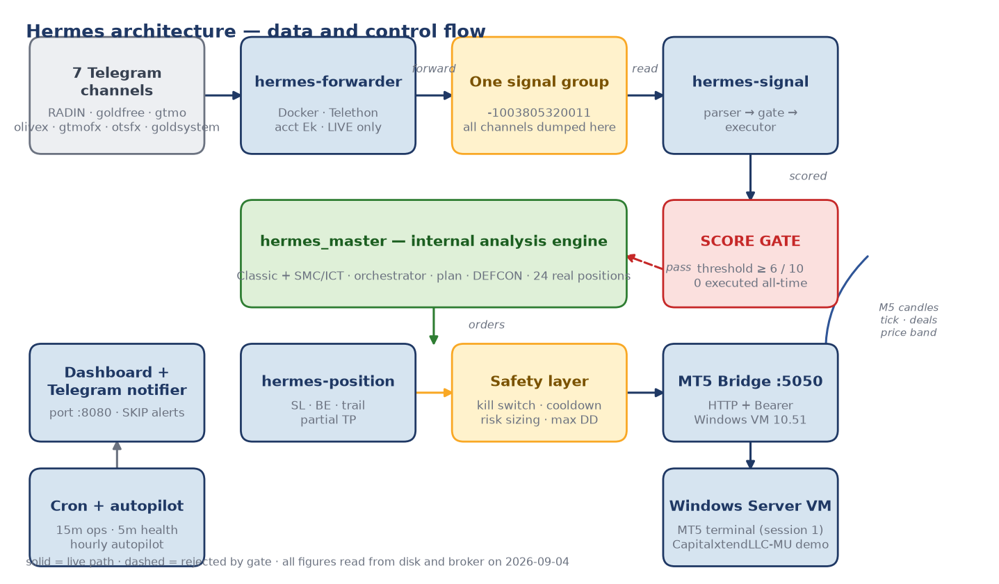 Hermes architecture — data and control flow
7 Telegram
channels
RADIN · goldfree · gtmo
olivex · gtmofx · otsfx · goldsystem
hermes-forwarder
Docker · Telethon
acct Ek · LIVE only
forward
One signal group
-1003805320011
all channels dumped here
read
hermes-signal
parser → gate →
executor
scored
hermes_master — internal analysis engine
Classic + SMC/ICT · orchestrator · plan · DEFCON · 24 real positions
pass
SCORE GATE
threshold ≥ 6 / 10
0 executed all-time
M5 candles
tick · deals
price band
orders
Dashboard +
Telegram notifier
port :8080 · SKIP alerts
hermes-position
SL · BE · trail
partial TP
Safety layer
kill switch · cooldown
risk sizing · max DD
MT5 Bridge :5050
HTTP + Bearer
Windows VM 10.51
Cron + autopilot
15m ops · 5m health
hourly autopilot
Windows Server VM
MT5 terminal (session 1)
CapitalxtendLLC-MU demo
solid = live path · dashed = rejected by gate · all figures read from disk and broker on 2026-09-04